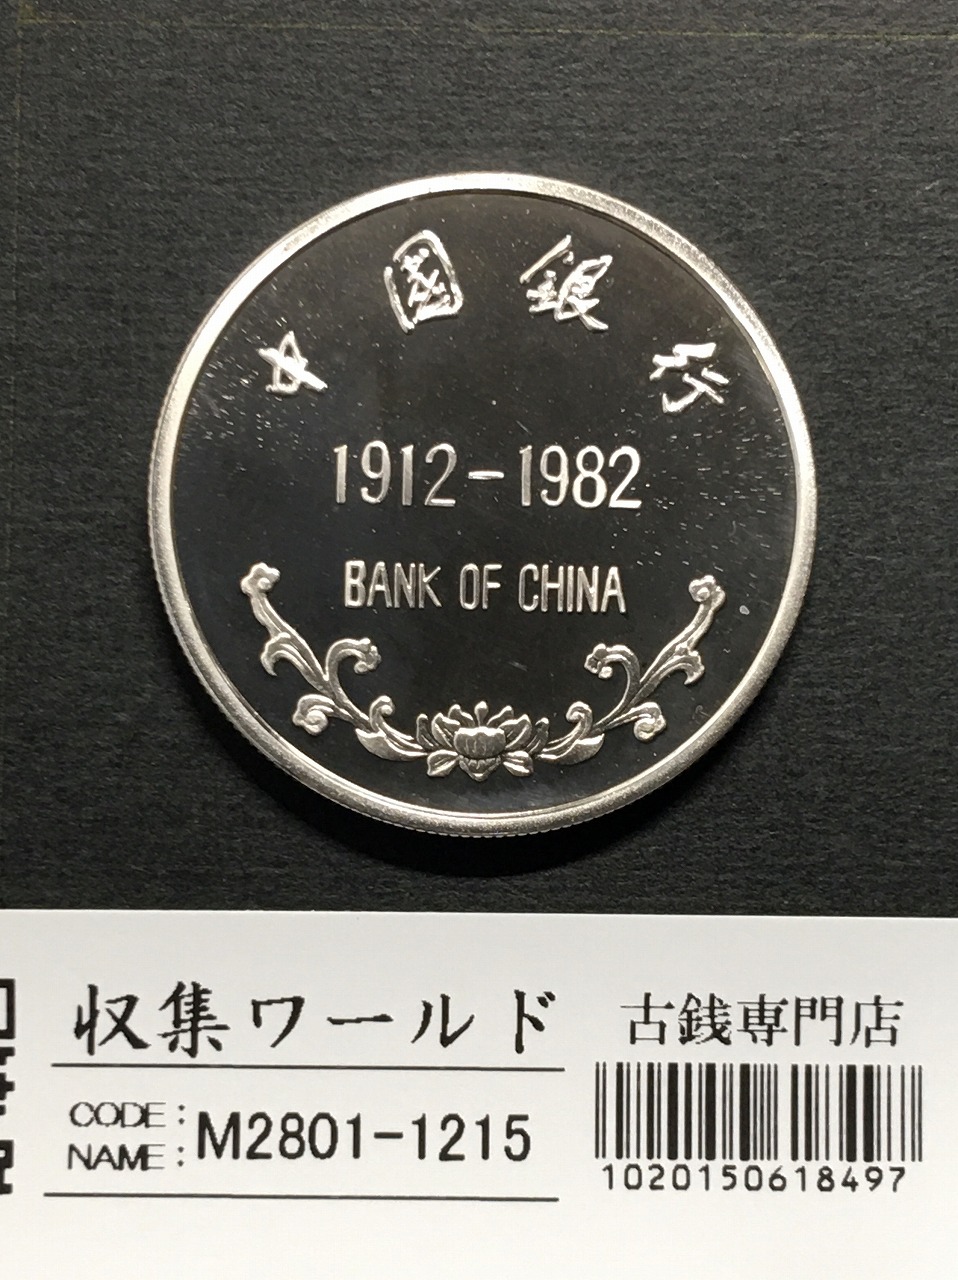 中國銀行
1912-1982
BANK OF CHINA
収集ワールド
古銭専門店
CODE:
NAME: M2801-1215
1020150618497